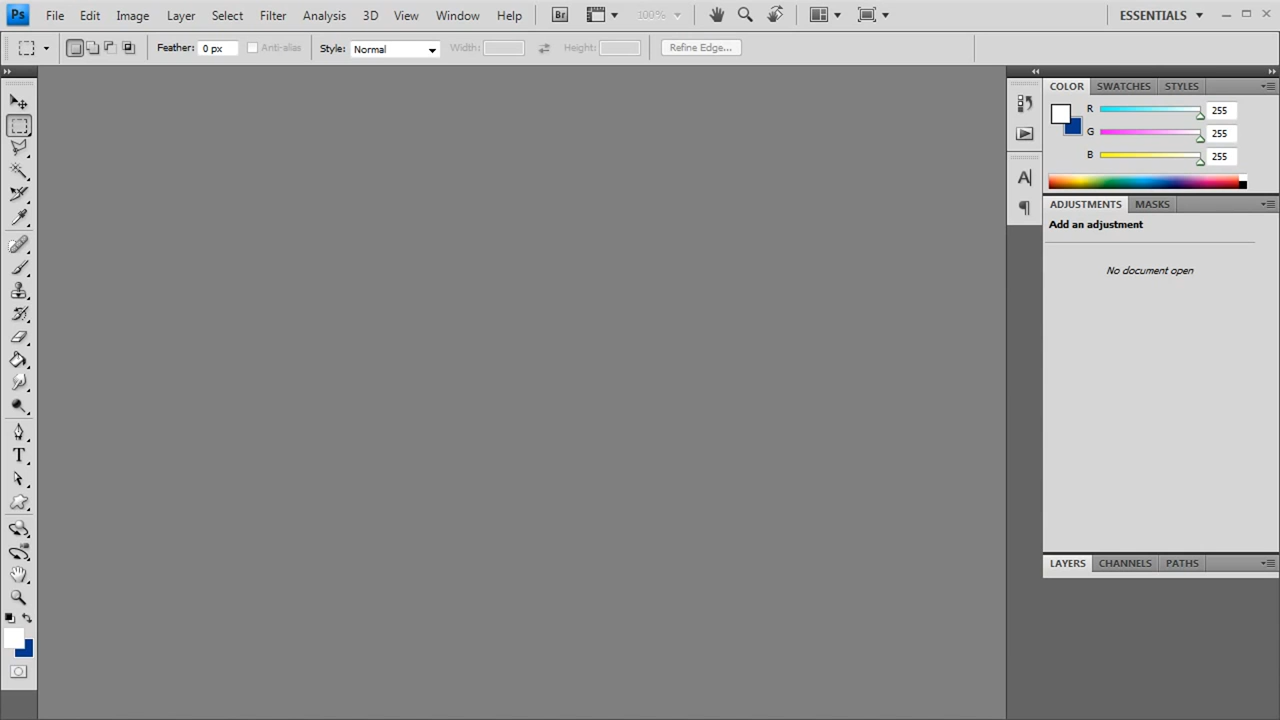 Ps File Edit Image Layer Select Filter Analysis 3D View Window Help Br 100% ESSENTIALS
Feather: 0 px Anti-alias Style: Normal Width: Height: Refine Edge...
COLOR SWATCHES STYLES
R 255
G 255
B 255
A
¶
ADJUSTMENTS MASKS
Add an adjustment
No document open
T
LAYERS CHANNELS PATHS